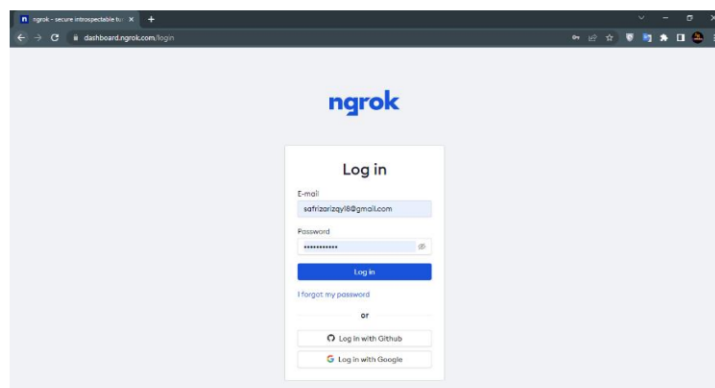 ngrok - secure introspectable tu
dashboard.ngrok.com/login
ngrok
Log in
E-mail
safrizarizqy18@gmail.com
Password
Log in
I forgot my password
or
Log in with Github
Log in with Google